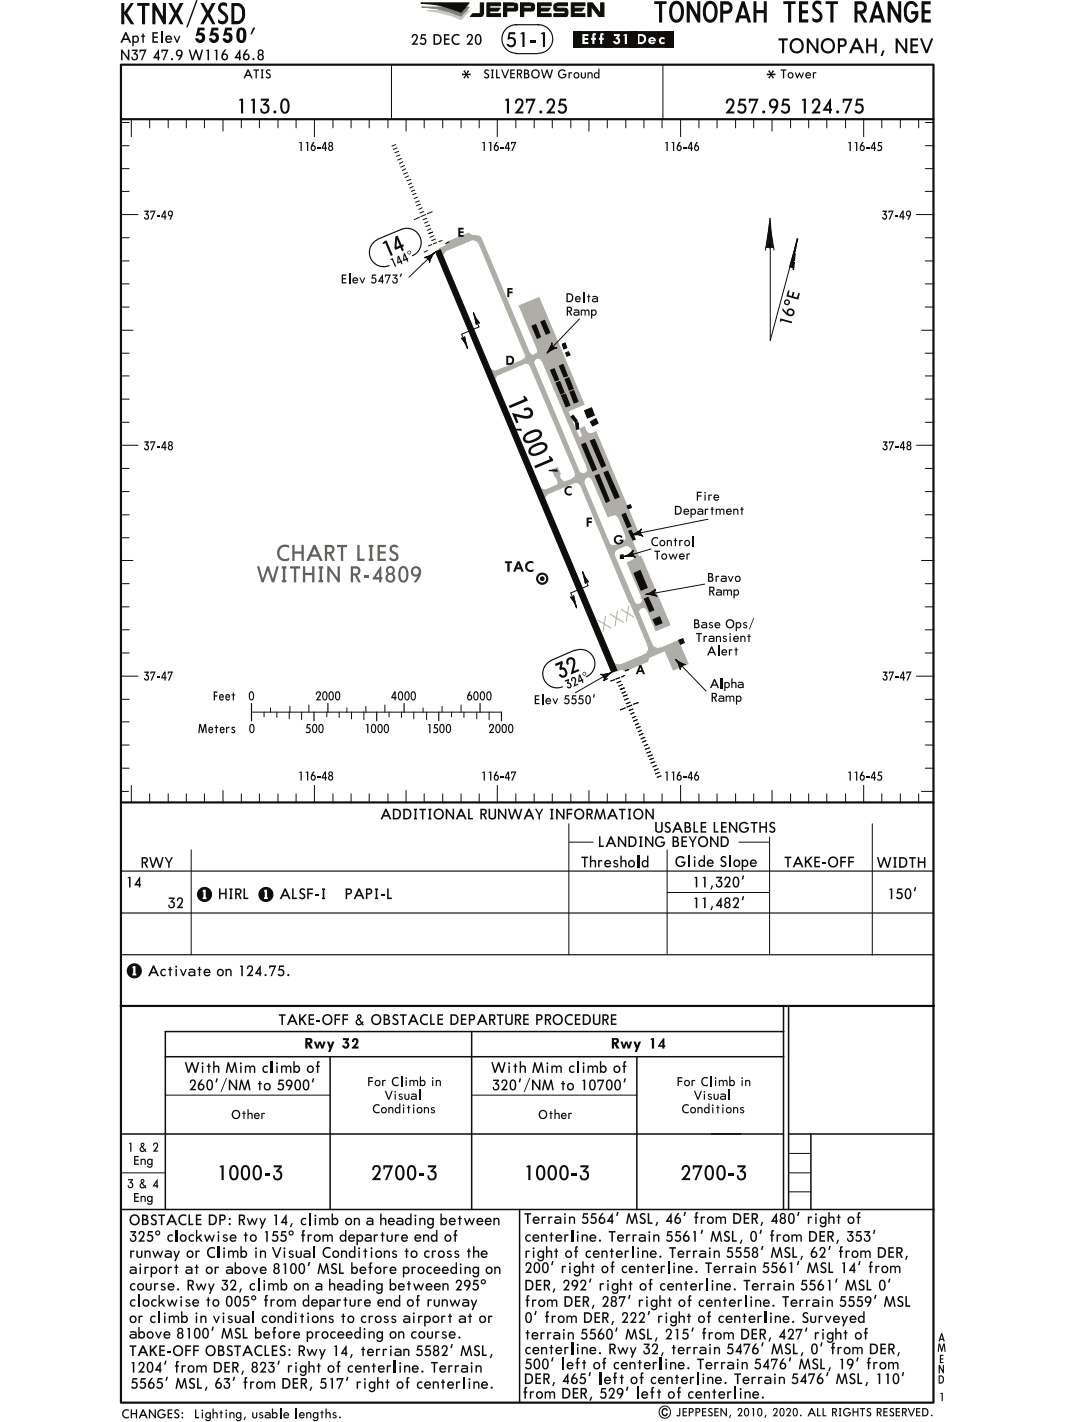 KTNX/XSD
Apt Elev 5550'
N37 47.9 W116 46.8
JEPPESEN
25 DEC 20 51-1 Eff 31 Dec
TONOPAH TEST RANGE
TONOPAH, NEV
ATIS
113.0
* SILVERBOW Ground
127.25
* Tower
257.95 124.75
116-48 116-47 116-46 116-45
37-49 37-49
E
14
144°
Elev 5473'
F
Delta
Ramp
16°E
D
12,001'
37-48 37-48
C
F
Fire
Department
G
Control
Tower
CHART LIES
WITHIN R-4809
TAC
Bravo
Ramp
XXX
Base Ops/
Transient
Alert
32
324°
Elev 5550'
A
Alpha
Ramp
37-47 37-47
Feet 0 2000 4000 6000
Meters 0 500 1000 1500 2000
116-48 116-47 116-46 116-45
ADDITIONAL RUNWAY INFORMATION
USABLE LENGTHS
LANDING BEYOND
RWY Threshold Glide Slope TAKE-OFF WIDTH
14 11,320'
32 1 HIRL 1 ALSF-I PAPI-L 11,482' 150'
1 Activate on 124.75.
TAKE-OFF & OBSTACLE DEPARTURE PROCEDURE
Rwy 32 Rwy 14
With Mim climb of
260'/NM to 5900'
Other
For Climb in
Visual
Conditions
With Mim climb of
320'/NM to 10700'
Other
For Climb in
Visual
Conditions
1 & 2
Eng
3 & 4
Eng
1000-3 2700-3 1000-3 2700-3
OBSTACLE DP: Rwy 14, climb on a heading between
325° clockwise to 155° from departure end of
runway or Climb in Visual Conditions to cross the
airport at or above 8100' MSL before proceeding on
course. Rwy 32, climb on a heading between 295°
clockwise to 005° from departure end of runway
or climb in visual conditions to cross airport at or
above 8100' MSL before proceeding on course.
TAKE-OFF OBSTACLES: Rwy 14, terrian 5582' MSL,
1204' from DER, 823' right of centerline. Terrain
5565' MSL, 63' from DER, 517' right of centerline.
Terrain 5564' MSL, 46' from DER, 480' right of
centerline. Terrain 5561' MSL, 0' from DER, 353'
right of centerline. Terrain 5558' MSL, 62' from DER,
200' right of centerline. Terrain 5561' MSL 14' from
DER, 292' right of centerline. Terrain 5561' MSL 0'
from DER, 287' right of centerline. Terrain 5559' MSL
0' from DER, 222' right of centerline. Surveyed
terrain 5560' MSL, 215' from DER, 427' right of
centerline. Rwy 32, terrain 5476' MSL, 0' from DER,
500' left of centerline. Terrain 5476' MSL, 19' from
DER, 465' left of centerline. Terrain 5476' MSL, 110'
from DER, 529' left of centerline.
AMEND 1
CHANGES: Lighting, usable lengths.
© JEPPESEN, 2010, 2020. ALL RIGHTS RESERVED.